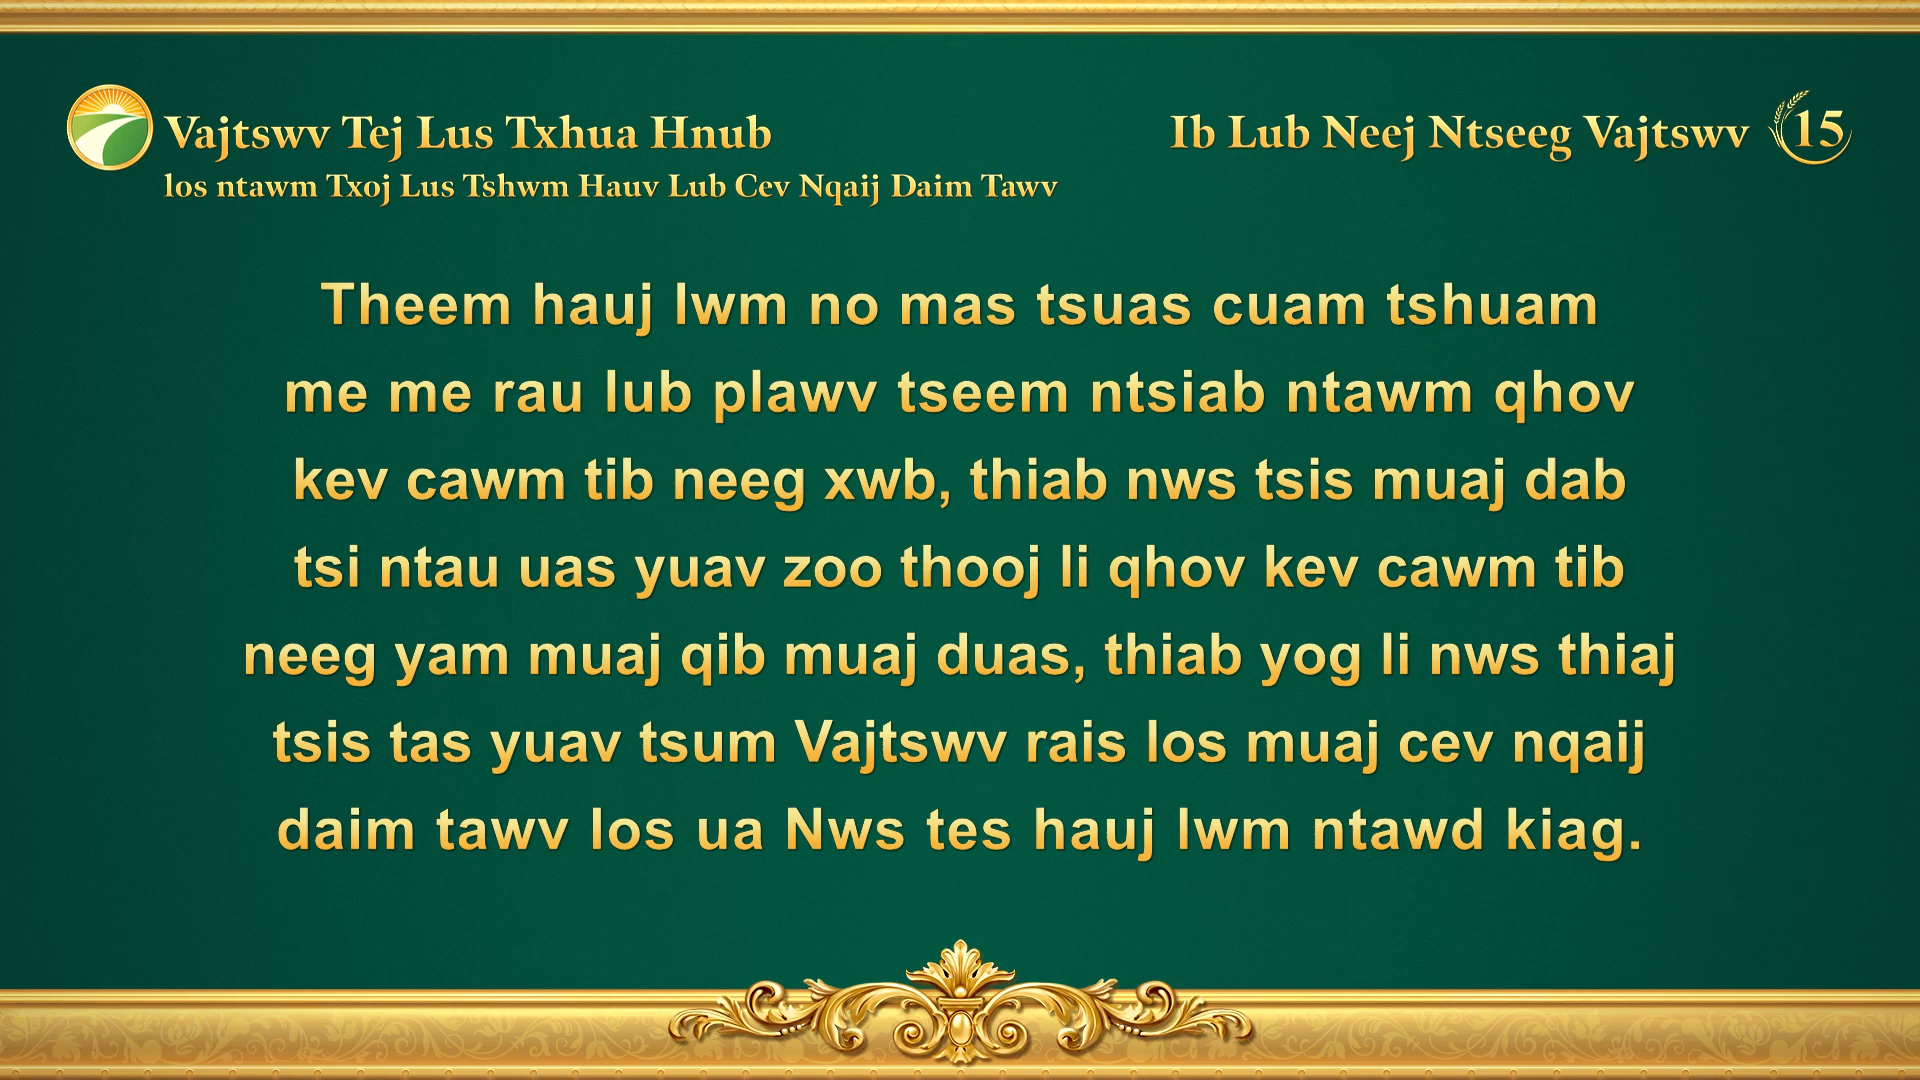 Vajtswv Tej Lus Txhua Hnub
los ntawm Txoj Lus Tshwm Hauv Lub Cev Nqaij Daim Tawv
Ib Lub Neej Ntseeg Vajtswv 15
Theem hauj lwm no mas tsuas cuam tshuam
me me rau lub plawv tseem ntsiab ntawm qhov
kev cawm tib neeg xwb, thiab nws tsis muaj dab
tsi ntau uas yuav zoo thooj li qhov kev cawm tib
neeg yam muaj qib muaj duas, thiab yog li nws thiaj
tsis tas yuav tsum Vajtswv rais los muaj cev nqaij
daim tawv los ua Nws tes hauj lwm ntawd kiag.